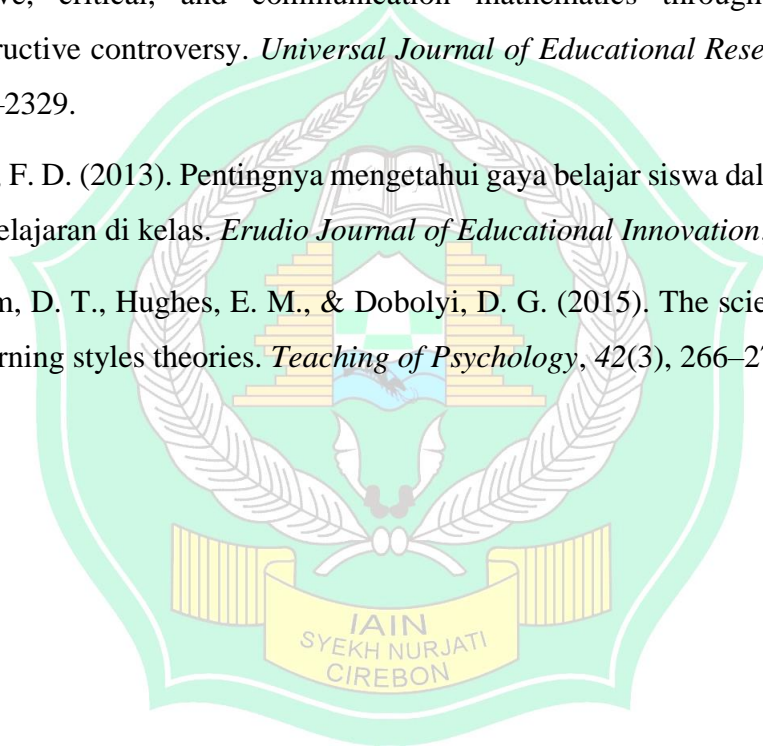 ve, critical, and communication mathematics through
ructive controversy. Universal Journal of Educational Rese
–2329.
, F. D. (2013). Pentingnya mengetahui gaya belajar siswa dal
elajaran di kelas. Erudio Journal of Educational Innovation.
m, D. T., Hughes, E. M., & Dobolyi, D. G. (2015). The scie
rning styles theories. Teaching of Psychology, 42(3), 266–27
IAIN
SYEKH NURJATI
CIREBON